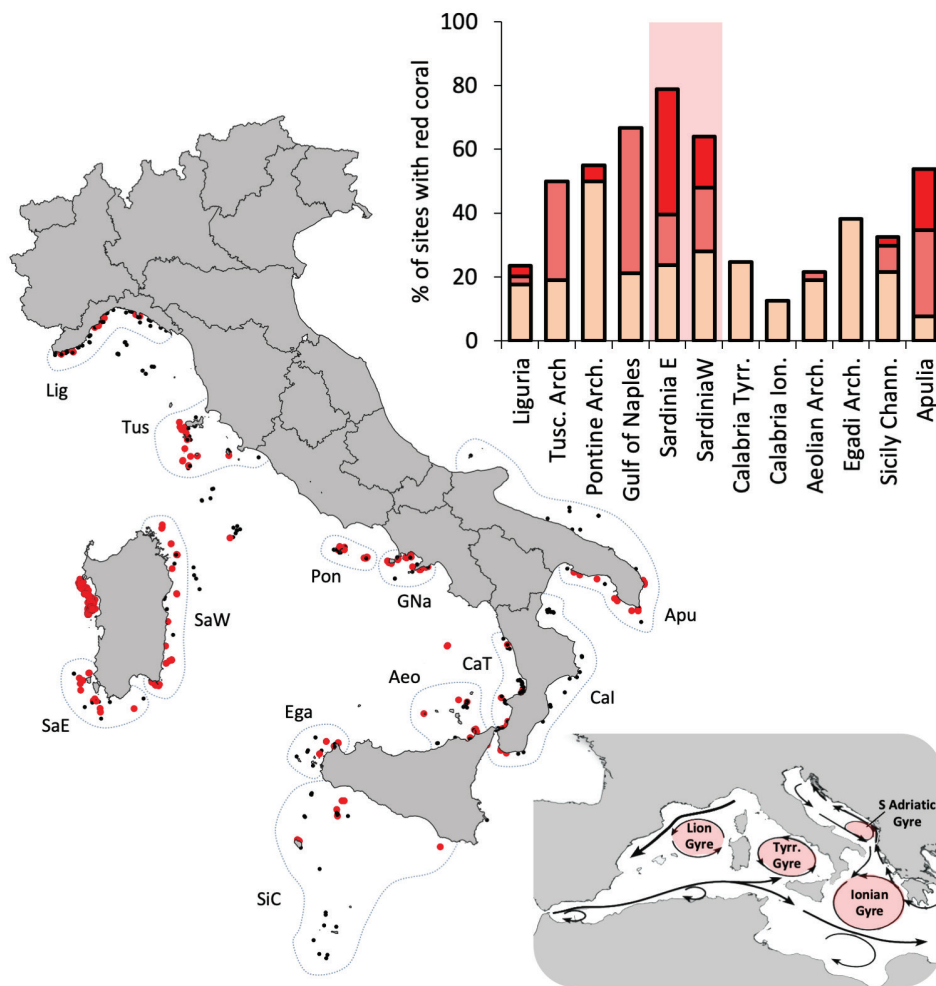 % of sites with red coral
100
80
60
40
20
0
Liguria
Tusc. Arch
Pontine Arch.
Gulf of Naples
Sardinia E
SardiniaW
Calabria Tyrr.
Calabria Ion.
Aeolian Arch.
Egadi Arch.
Sicily Chann.
Apulia
Lig
Tus
Pon
GNa
SaW
SaE
Apu
CaT
Aeo
CaI
Ega
SiC
S Adriatic
Gyre
Lion
Gyre
Tyrr.
Gyre
Ionian
Gyre